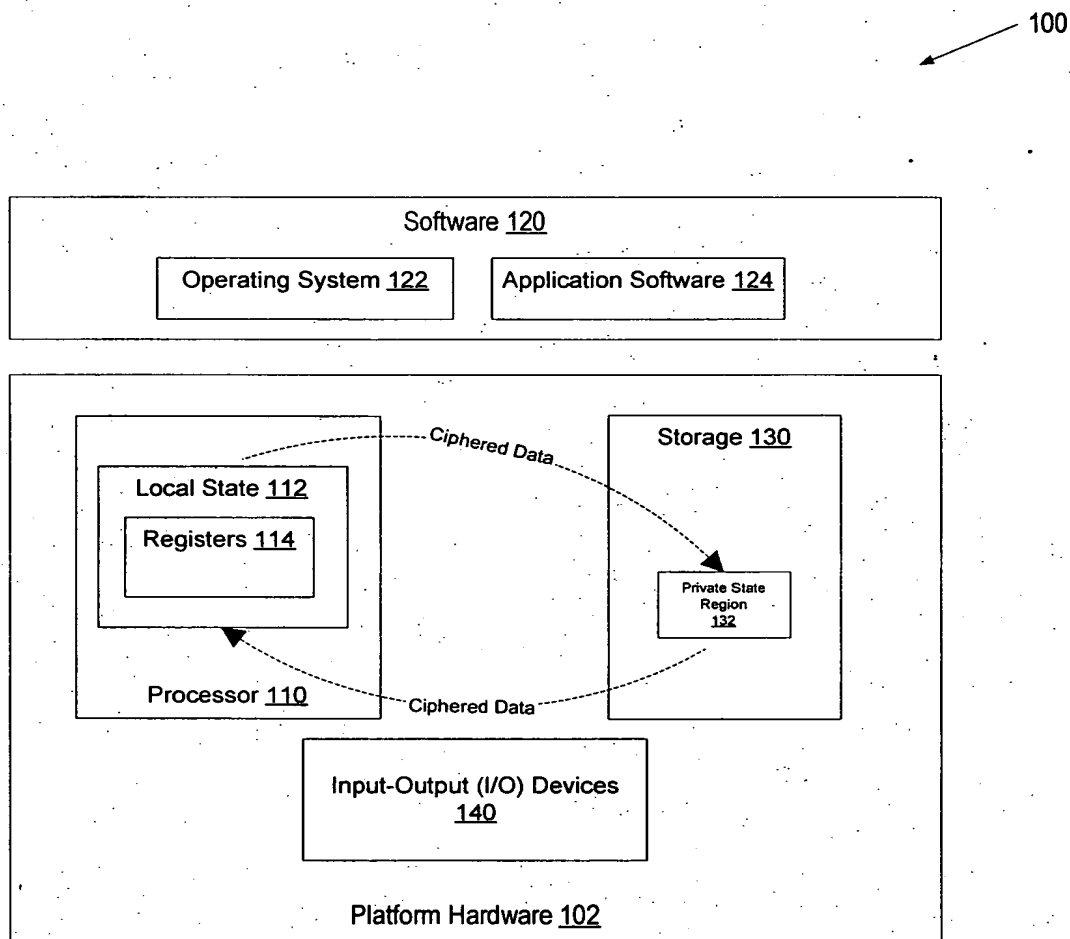 100
Software 120
Operating System 122
Application Software 124
Ciphered Data
Storage 130
Local State 112
Registers 114
Private State
Region
132
Processor 110
Ciphered Data
Input-Output (I/O) Devices
140
Platform Hardware 102